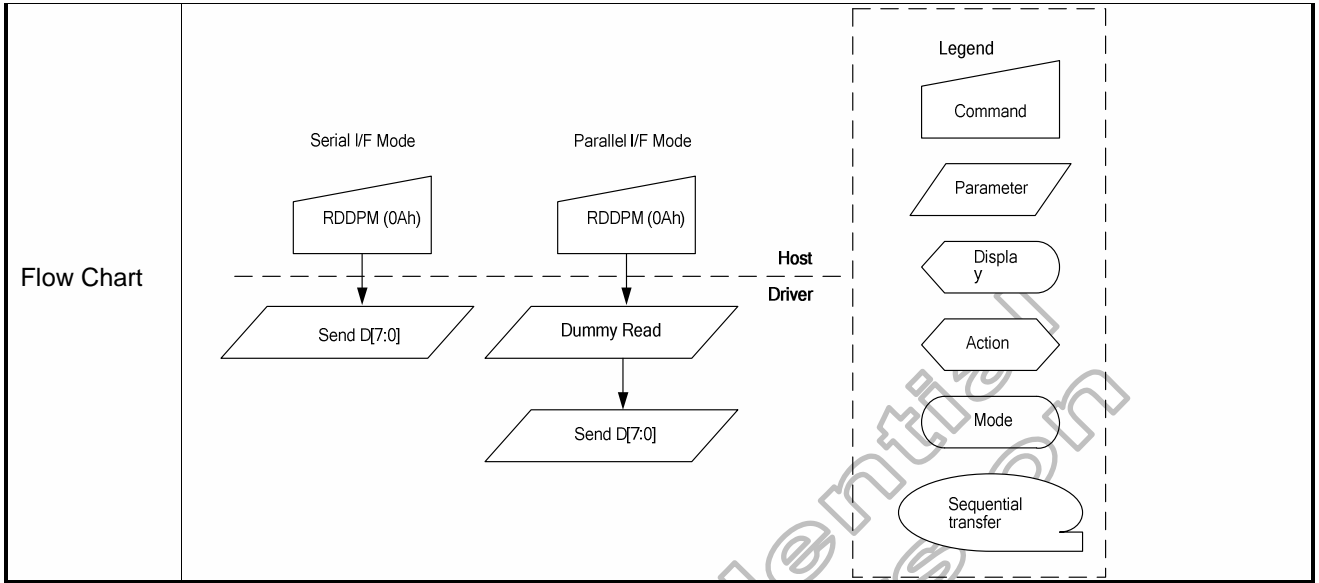 Flow Chart
Serial I/F Mode
RDDPM (0Ah)
Send D[7:0]
Parallel I/F Mode
RDDPM (0Ah)
Dummy Read
Send D[7:0]
Host
Driver
Legend
Command
Parameter
Displa
y
Action
Mode
Sequential
transfer